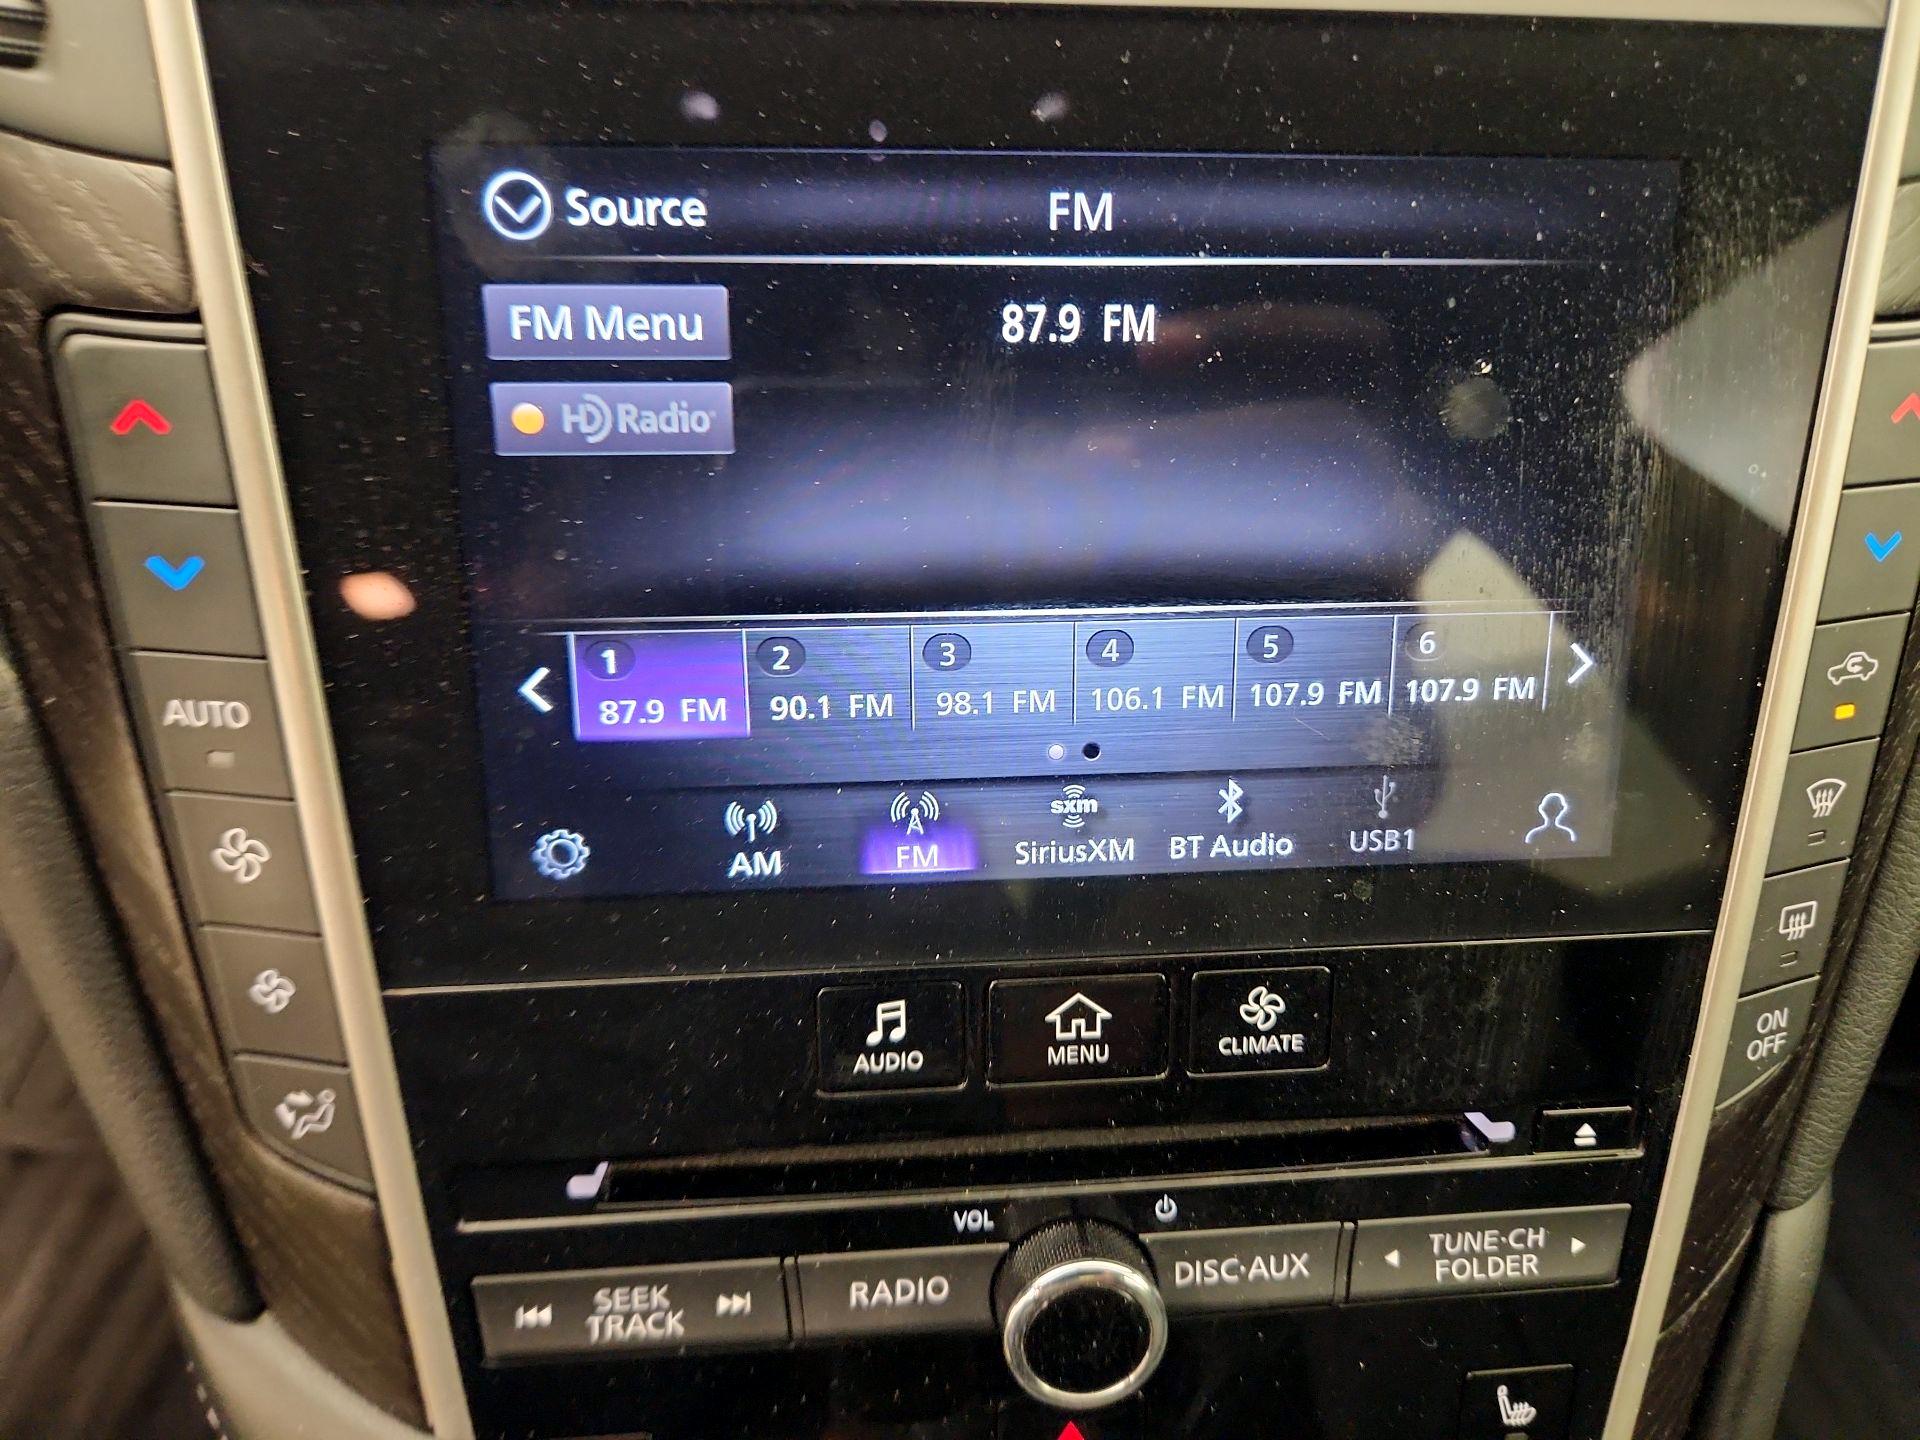 Source
FM
FM Menu
87.9 FM
HD Radio
1
2
3
4
5
6
87.9 FM
90.1 FM
98.1 FM
106.1 FM
107.9 FM
107.9 FM
AM
FM
sxm
SiriusXM
BT Audio
USB1
AUTO
ON
OFF
AUDIO
MENU
CLIMATE
VOL
SEEK
TRACK
RADIO
DISC·AUX
TUNE·CH
FOLDER